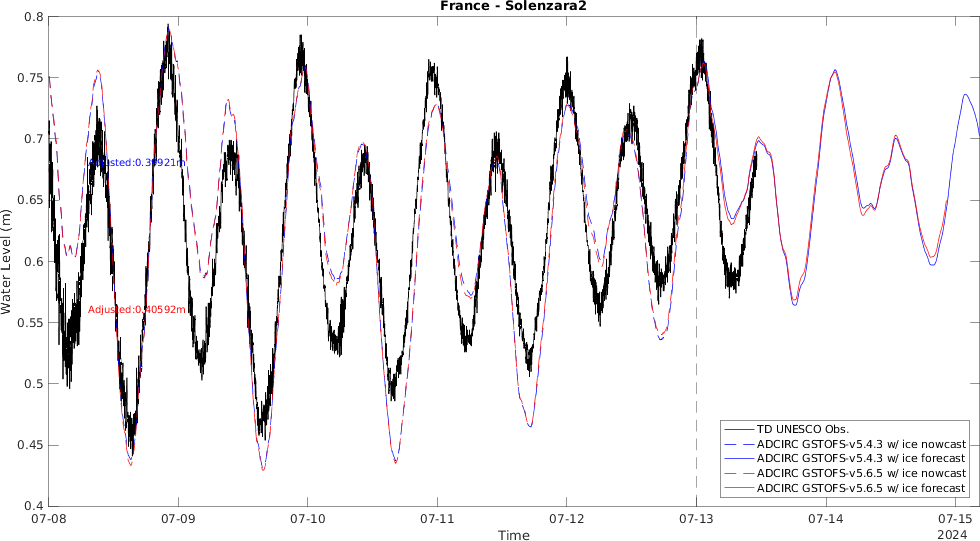 France - Solenzara2
0.8
0.75
0.7
0.65
0.6
0.55
0.5
0.45
0.4
Water Level (m)
Adjusted:0.39921m
Adjusted:0.40592m
TD UNESCO Obs.
ADCIRC GSTOFS-v5.4.3 w/ ice nowcast
ADCIRC GSTOFS-v5.4.3 w/ ice forecast
ADCIRC GSTOFS-v5.6.5 w/ ice nowcast
ADCIRC GSTOFS-v5.6.5 w/ ice forecast
07-08 07-09 07-10 07-11 07-12 07-13 07-14 07-15
Time
2024